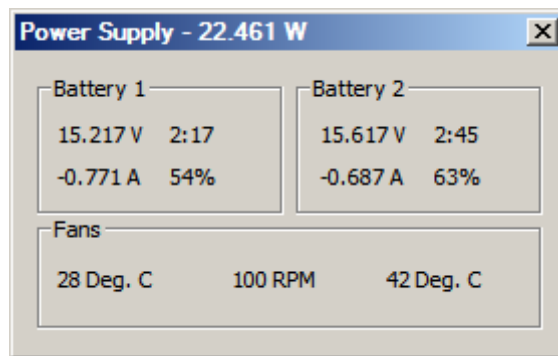 Power Supply - 22.461 W
Battery 1
15.217 V 2:17
-0.771 A 54%
Battery 2
15.617 V 2:45
-0.687 A 63%
Fans
28 Deg. C 100 RPM 42 Deg. C